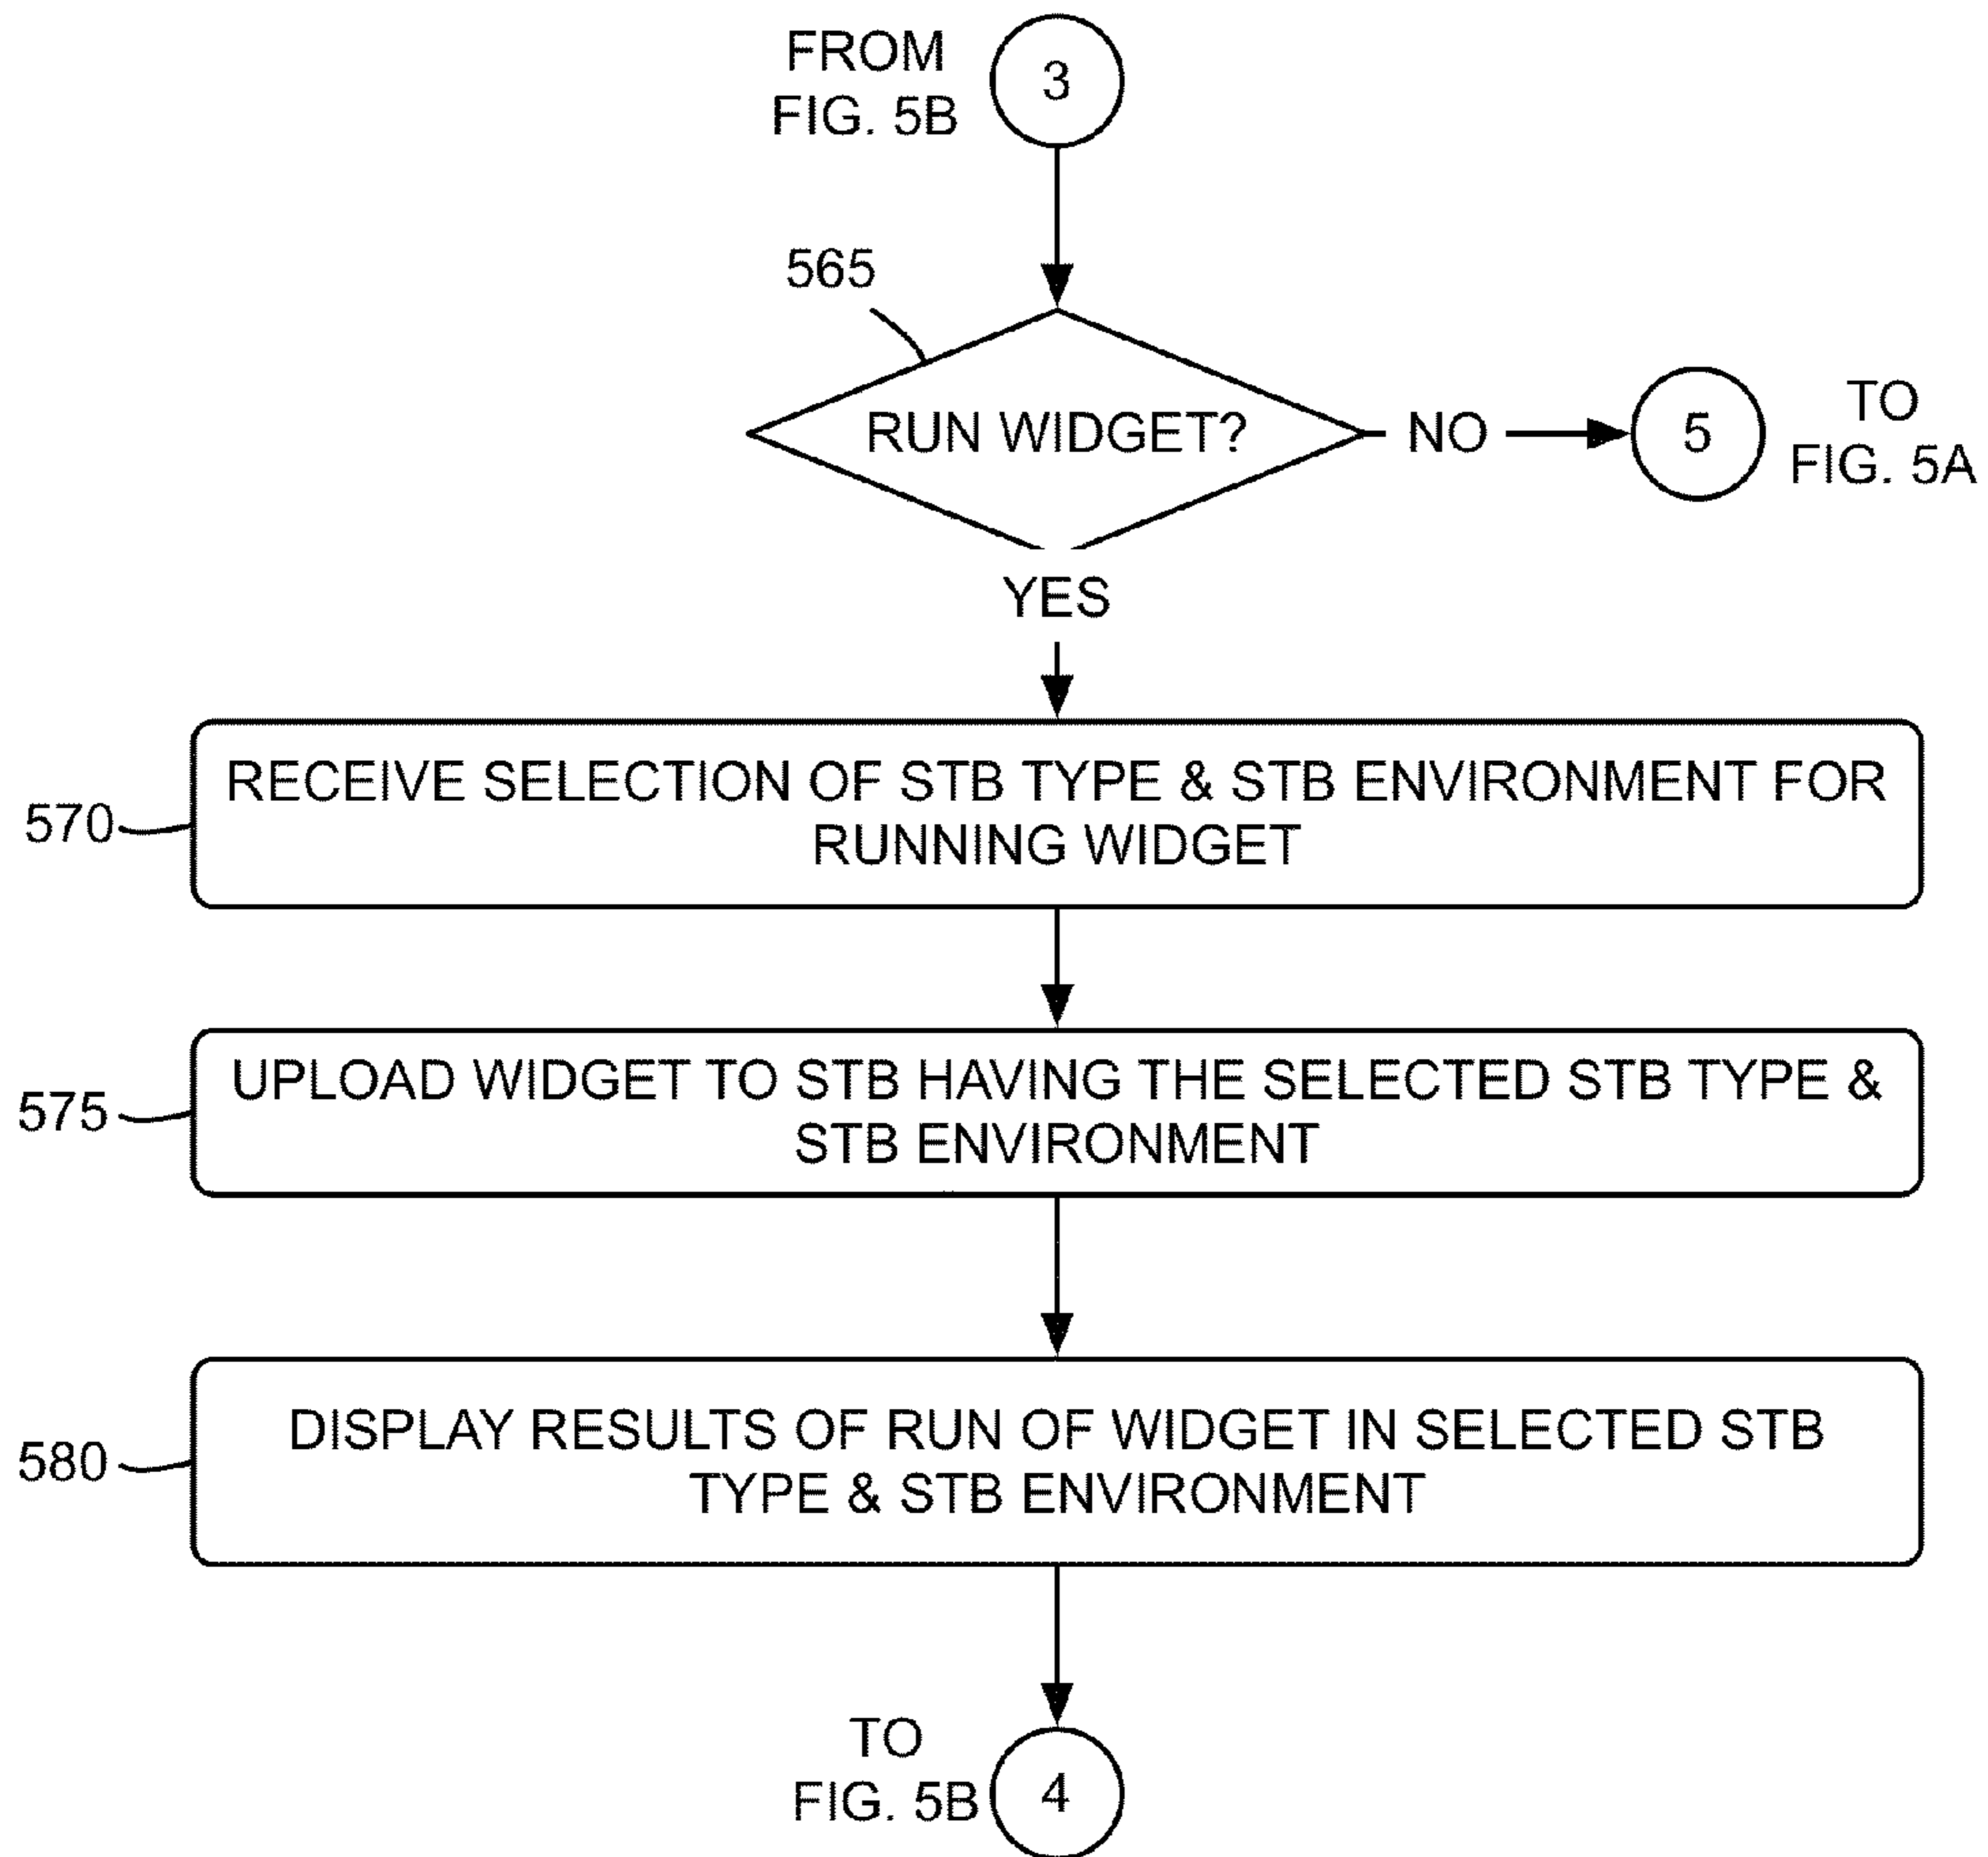 FROM
FIG. 5B
3
565
RUN WIDGET?
NO
5
TO
FIG. 5A
YES
570
RECEIVE SELECTION OF STB TYPE & STB ENVIRONMENT FOR
RUNNING WIDGET
575
UPLOAD WIDGET TO STB HAVING THE SELECTED STB TYPE &
STB ENVIRONMENT
580
DISPLAY RESULTS OF RUN OF WIDGET IN SELECTED STB
TYPE & STB ENVIRONMENT
TO
FIG. 5B
4